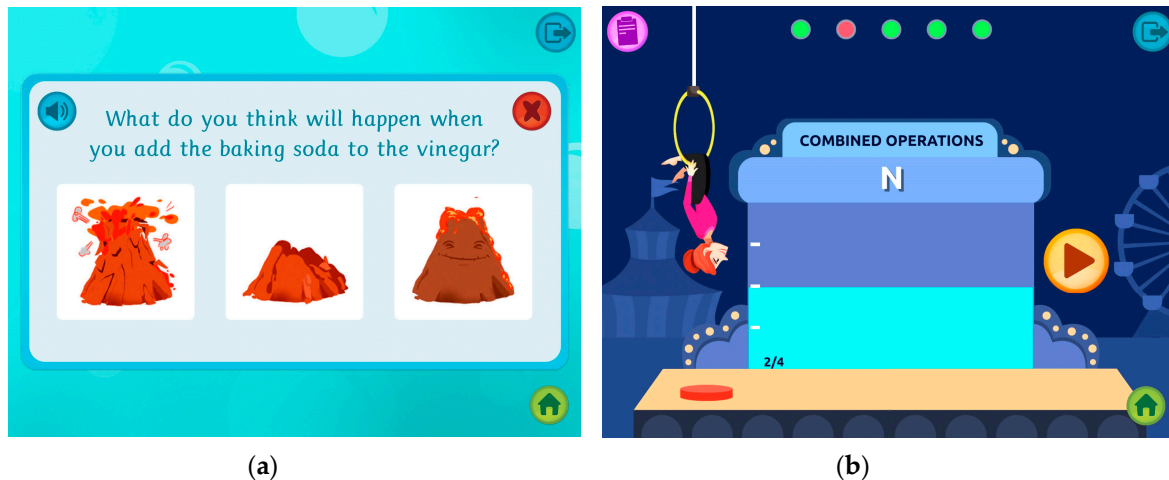 What do you think will happen when
you add the baking soda to the vinegar?
COMBINED OPERATIONS
N
2/4
(a)
(b)